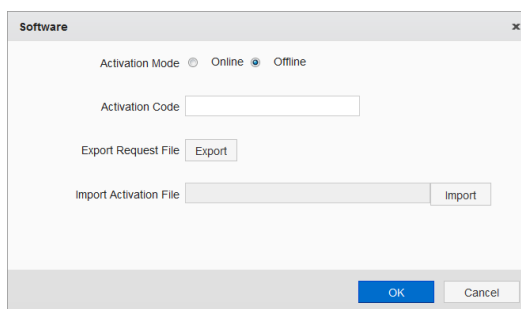 Software x
Activation Mode Online Offline
Activation Code
Export Request File Export
Import Activation File Import
OK Cancel